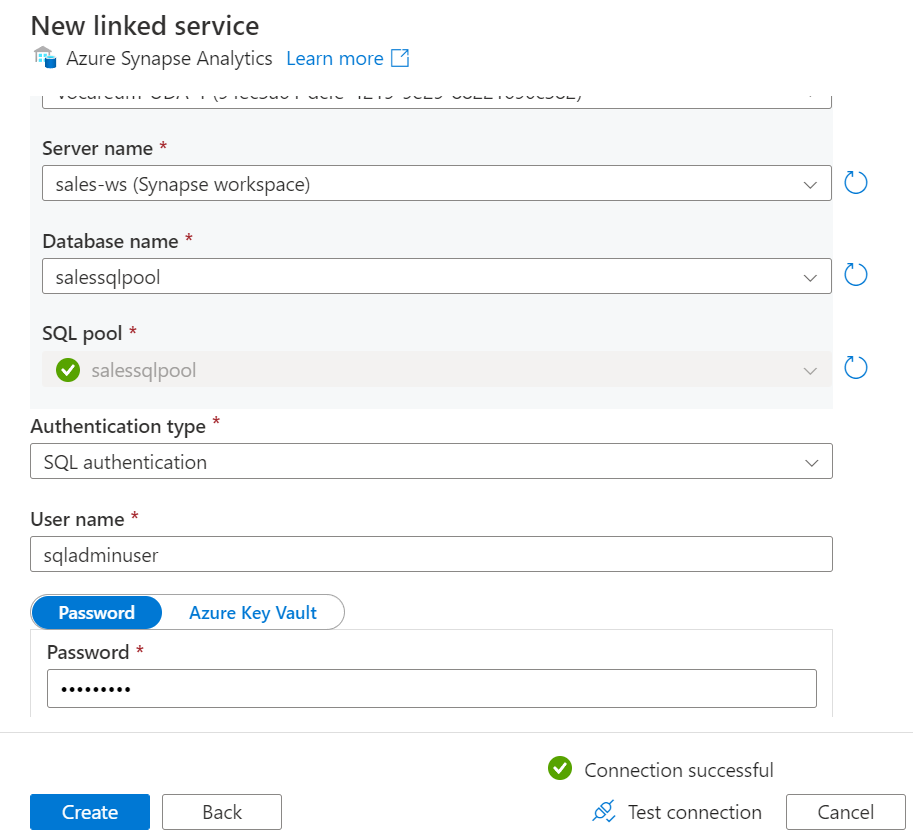 New linked service
Azure Synapse Analytics Learn more
Server name *
sales-ws (Synapse workspace)
Database name *
salessqlpool
SQL pool *
salessqlpool
Authentication type *
SQL authentication
User name *
sqladminuser
Password Azure Key Vault
Password *
•••••••••
Connection successful
Create Back Test connection Cancel